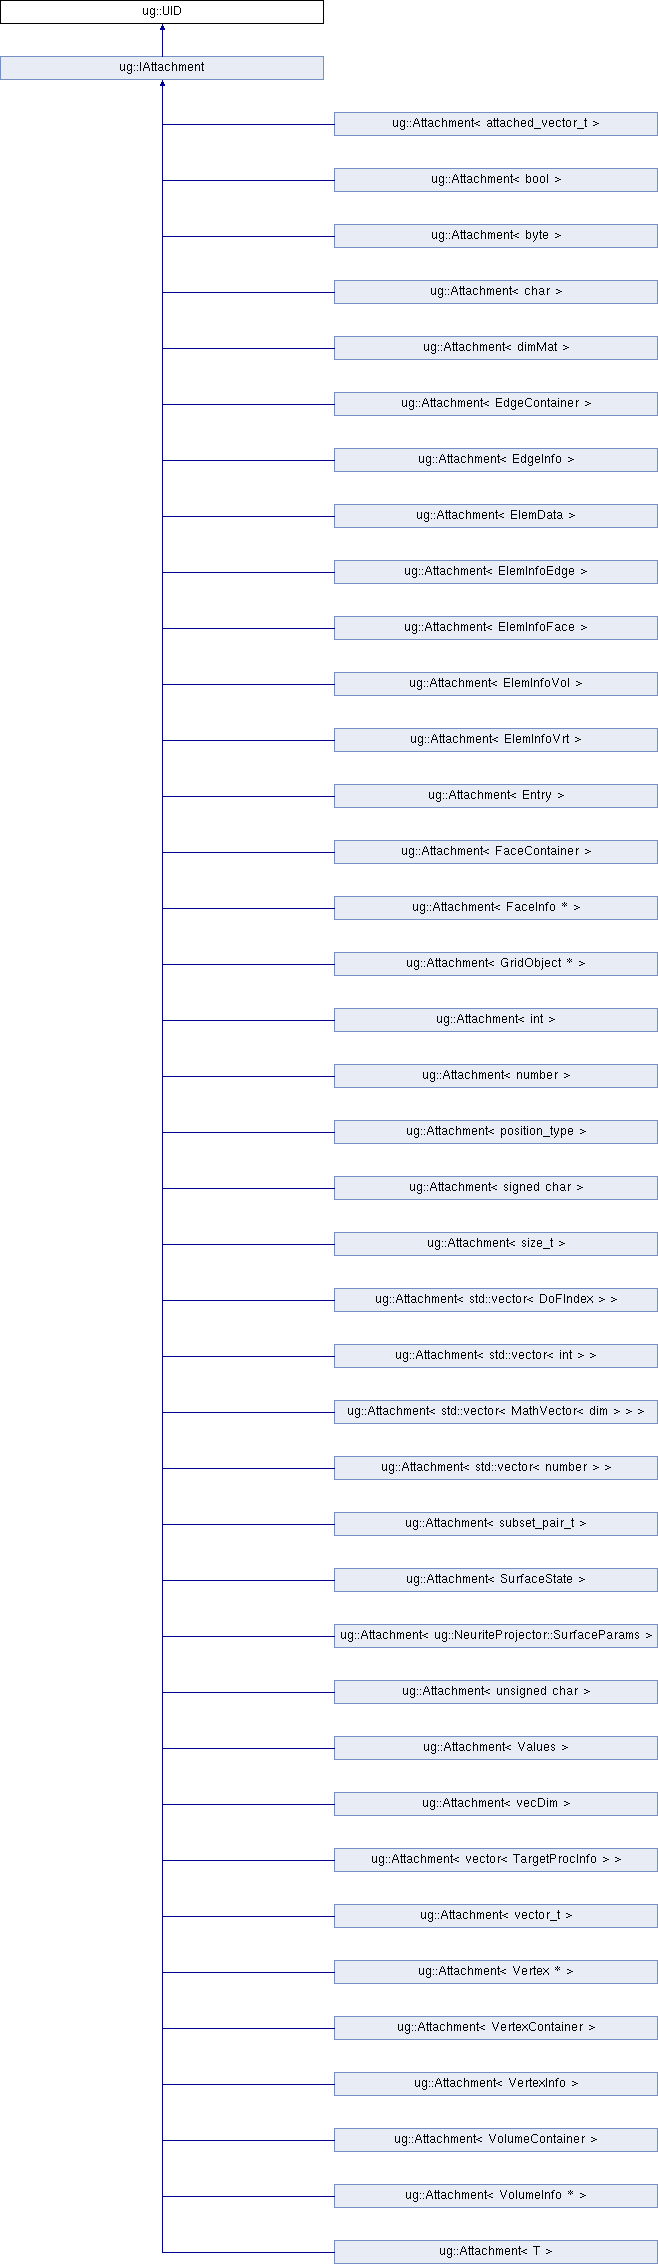 ug::UID
ug::IAttachment
ug::Attachment< attached_vector_t >
ug::Attachment< bool >
ug::Attachment< byte >
ug::Attachment< char >
ug::Attachment< dimMat >
ug::Attachment< EdgeContainer >
ug::Attachment< EdgeInfo >
ug::Attachment< ElemData >
ug::Attachment< ElemInfoEdge >
ug::Attachment< ElemInfoFace >
ug::Attachment< ElemInfoVol >
ug::Attachment< ElemInfoVrt >
ug::Attachment< Entry >
ug::Attachment< FaceContainer >
ug::Attachment< FaceInfo * >
ug::Attachment< GridObject * >
ug::Attachment< int >
ug::Attachment< number >
ug::Attachment< position_type >
ug::Attachment< signed char >
ug::Attachment< size_t >
ug::Attachment< std::vector< DoFIndex > >
ug::Attachment< std::vector< int > >
ug::Attachment< std::vector< MathVector< dim > > >
ug::Attachment< std::vector< number > >
ug::Attachment< subset_pair_t >
ug::Attachment< SurfaceState >
ug::Attachment< ug::NeuriteProjector::SurfaceParams >
ug::Attachment< unsigned char >
ug::Attachment< Values >
ug::Attachment< vecDim >
ug::Attachment< vector< TargetProcInfo > >
ug::Attachment< vector_t >
ug::Attachment< Vertex * >
ug::Attachment< VertexContainer >
ug::Attachment< VertexInfo >
ug::Attachment< VolumeContainer >
ug::Attachment< VolumeInfo * >
ug::Attachment< T >